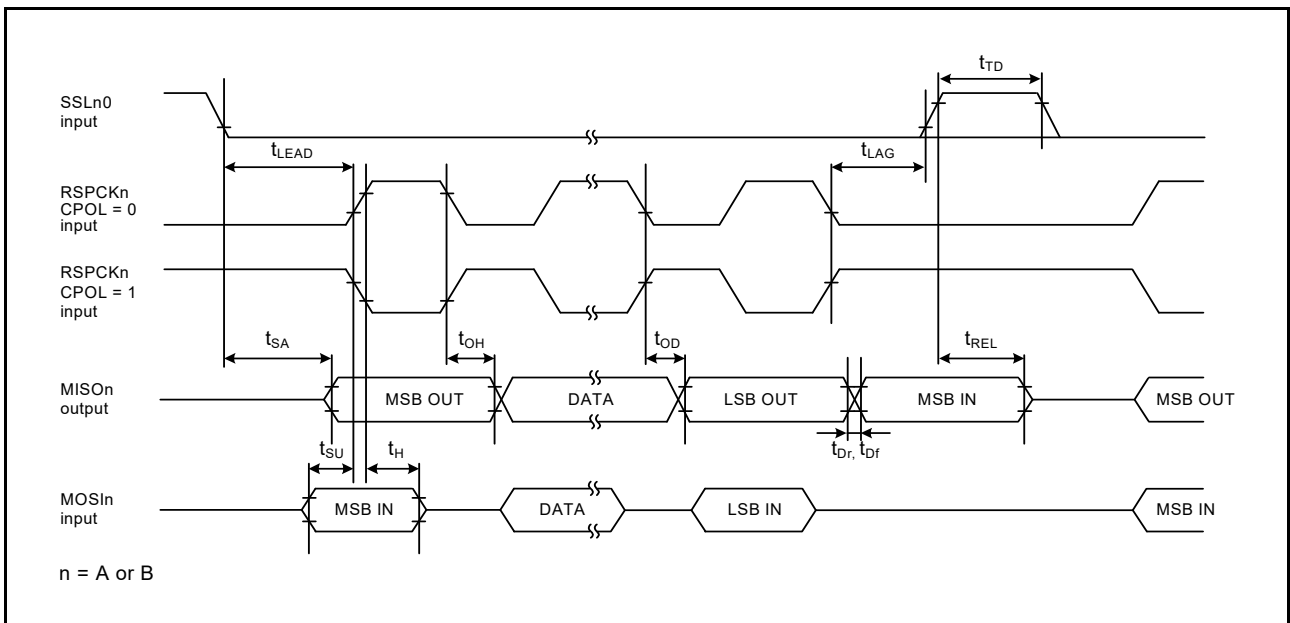 tTD
SSLn0
input
tLEAD
tLAG
RSPCKn
CPOL = 0
input
RSPCKn
CPOL = 1
input
tSA
tOH
tOD
tREL
MISOn
output
MSB OUT
DATA
LSB OUT
MSB IN
MSB OUT
tSU
tH
tDr, tDf
MOSIn
input
MSB IN
DATA
LSB IN
MSB IN
n = A or B